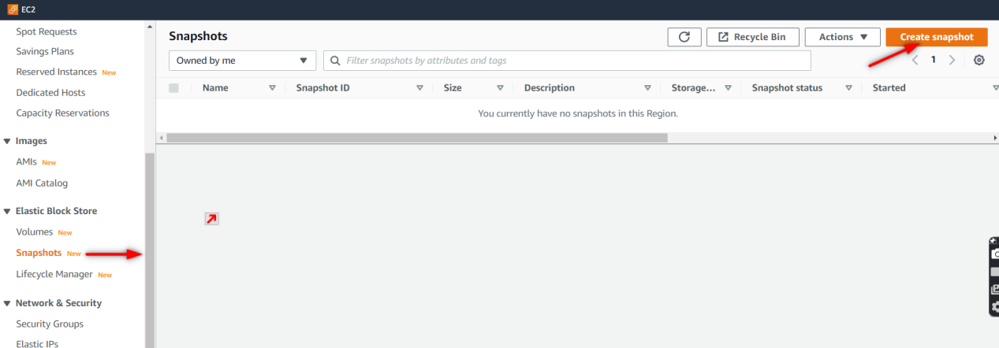 EC2
Spot Requests
Savings Plans
Reserved Instances New
Dedicated Hosts
Capacity Reservations
Images
AMIs New
AMI Catalog
Elastic Block Store
Volumes New
Snapshots New
Lifecycle Manager New
Network & Security
Security Groups
Elastic IPs
Snapshots
Recycle Bin
Actions
Create snapshot
Owned by me
Filter snapshots by attributes and tags
1
Name Snapshot ID Size Description Storage... Snapshot status Started
You currently have no snapshots in this Region.